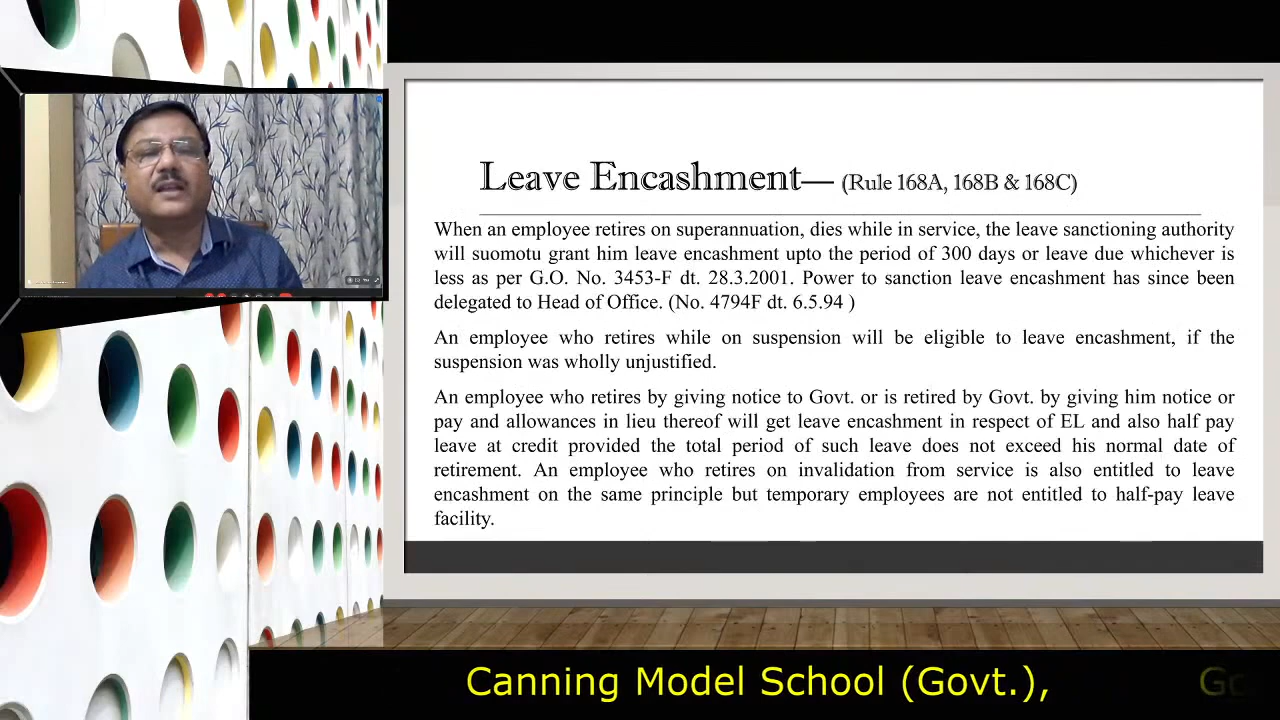 Leave Encashment— (Rule 168A, 168B & 168C)
When an employee retires on superannuation, dies while in service, the leave sanctioning authority
will suomotu grant him leave encashment upto the period of 300 days or leave due whichever is
less as per G.O. No. 3453-F dt. 28.3.2001. Power to sanction leave encashment has since been
delegated to Head of Office. (No. 4794F dt. 6.5.94 )
An employee who retires while on suspension will be eligible to leave encashment, if the
suspension was wholly unjustified.
An employee who retires by giving notice to Govt. or is retired by Govt. by giving him notice or
pay and allowances in lieu thereof will get leave encashment in respect of EL and also half pay
leave at credit provided the total period of such leave does not exceed his normal date of
retirement. An employee who retires on invalidation from service is also entitled to leave
encashment on the same principle but temporary employees are not entitled to half-pay leave
facility.
Canning Model School (Govt.),